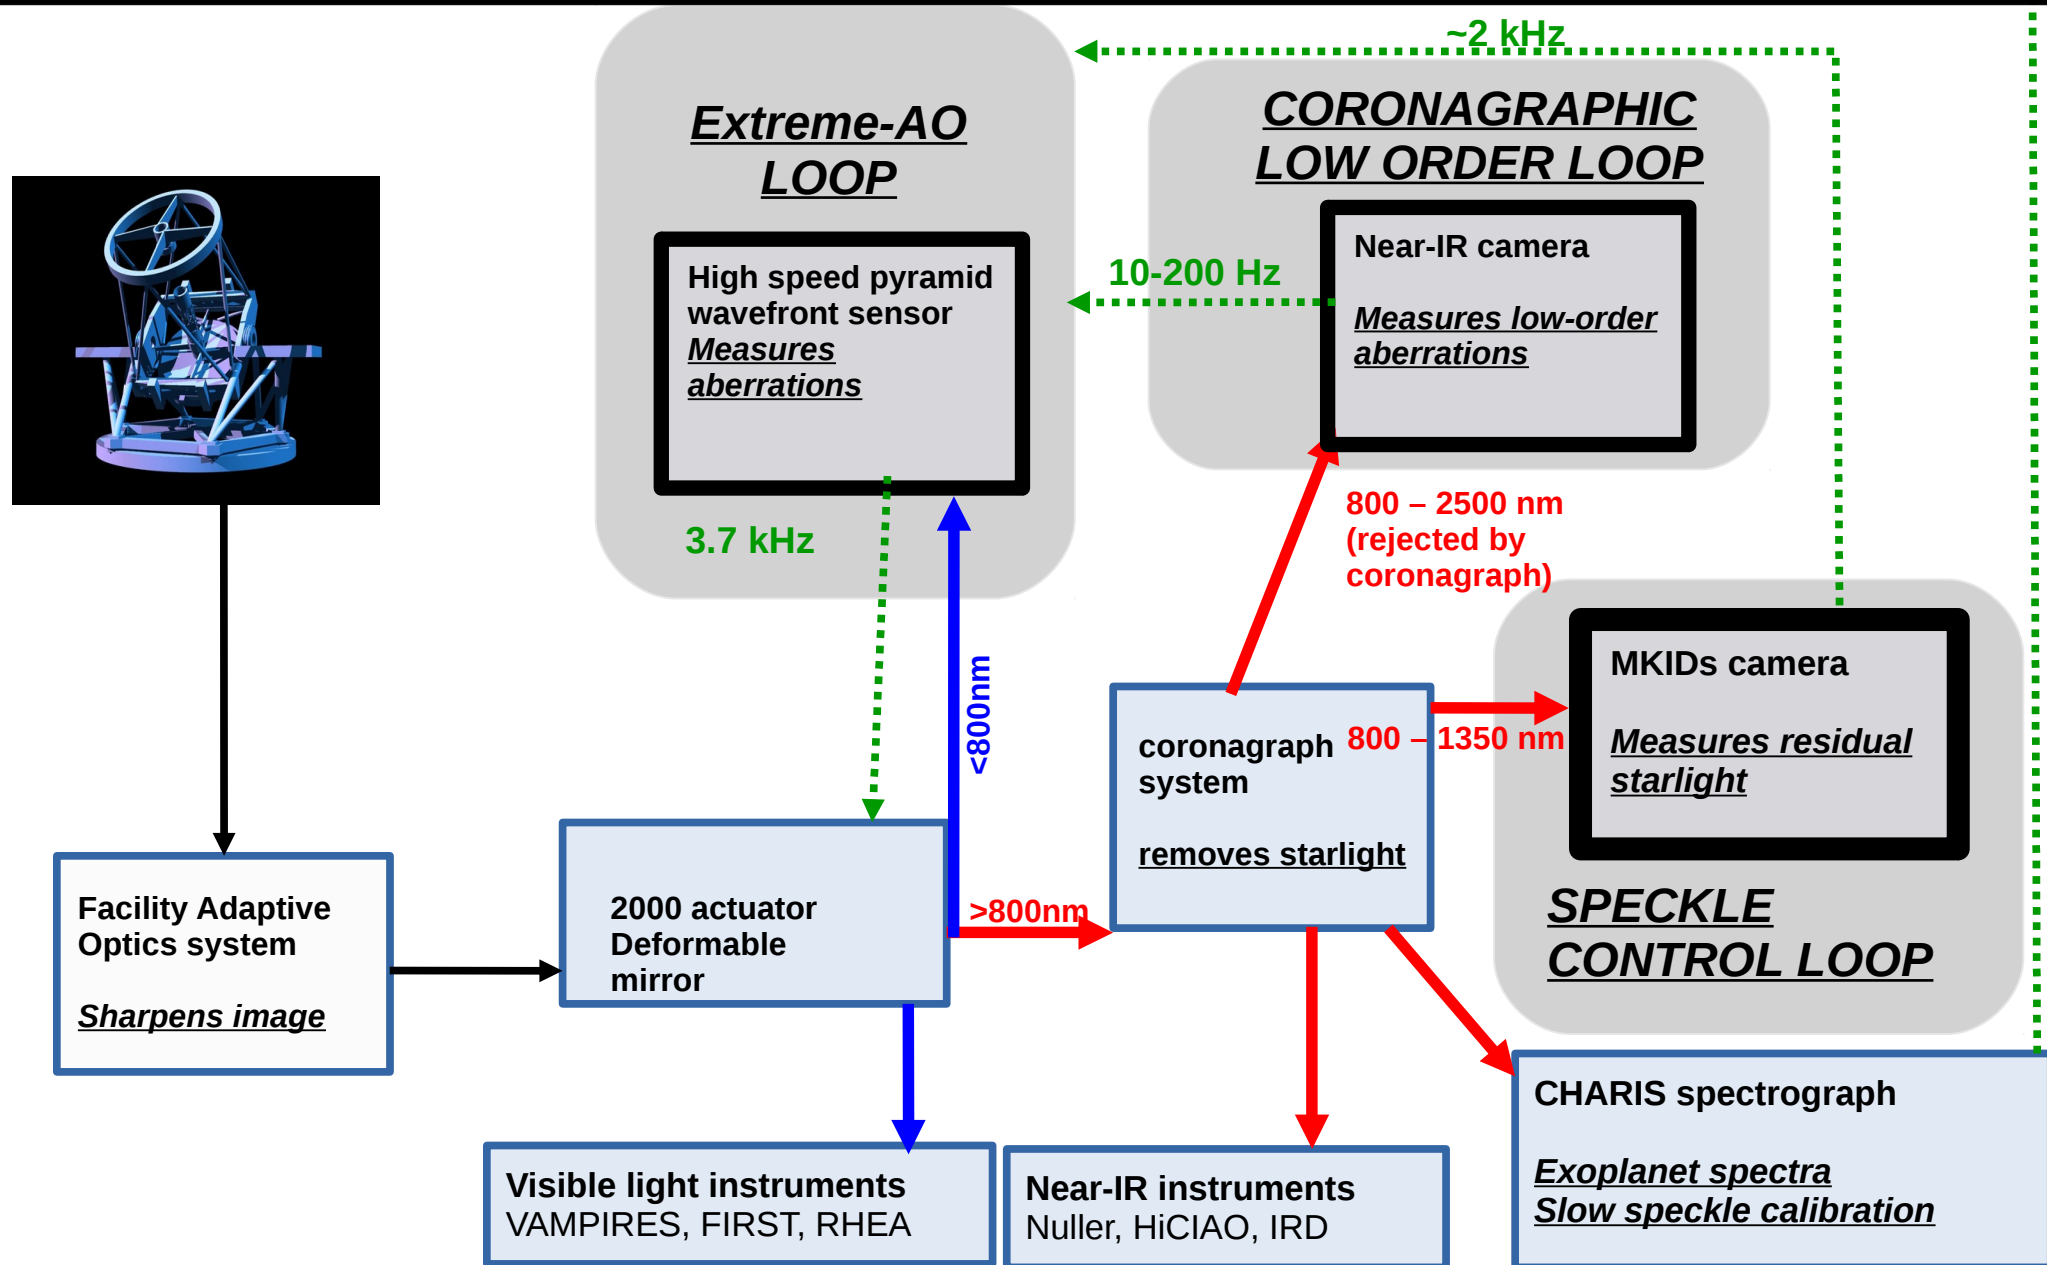 ~2 kHz
Extreme-AO
LOOP
CORONAGRAPHIC
LOW ORDER LOOP
High speed pyramid
wavefront sensor
Measures
aberrations
10-200 Hz
Near-IR camera
Measures low-order
aberrations
3.7 kHz
800 – 2500 nm
(rejected by
coronagraph)
<800nm
MKIDs camera
Measures residual
starlight
coronagraph
system
removes starlight
800 – 1350 nm
SPECKLE
CONTROL LOOP
Facility Adaptive
Optics system
Sharpens image
2000 actuator
Deformable
mirror
>800nm
Visible light instruments
VAMPIRES, FIRST, RHEA
Near-IR instruments
Nuller, HiCIAO, IRD
CHARIS spectrograph
Exoplanet spectra
Slow speckle calibration